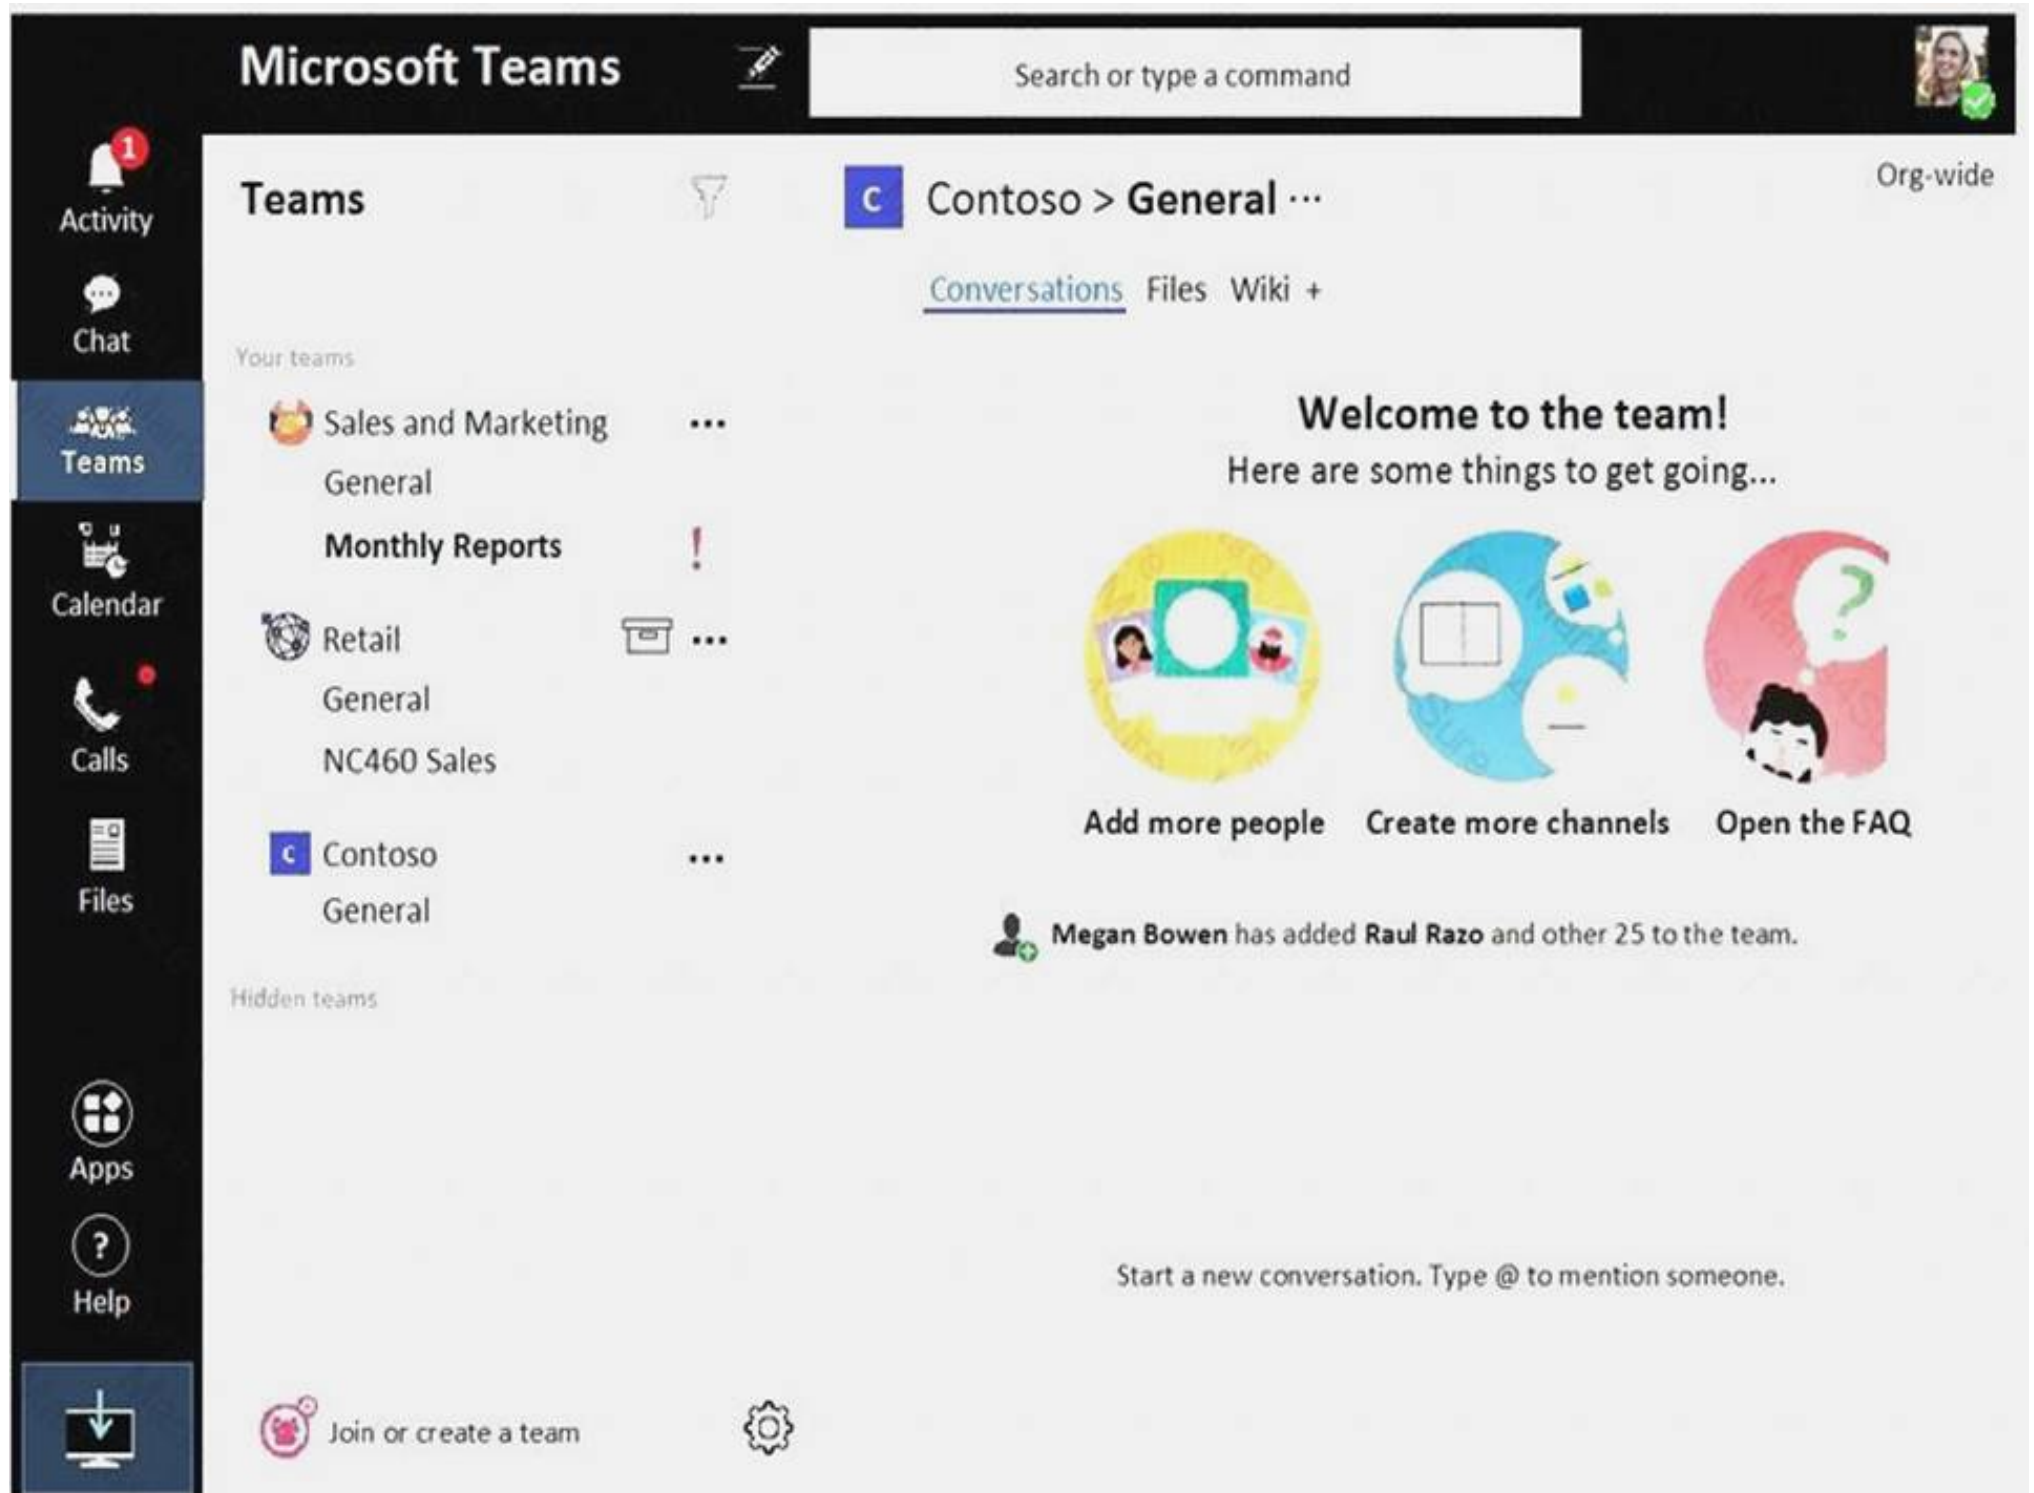 Microsoft Teams
Search or type a command
1
Activity
Chat
Teams
Calendar
Calls
Files
Apps
? 
Help
Teams
Your teams
Sales and Marketing ...
General
Monthly Reports !
Retail ...
General
NC460 Sales
C Contoso ...
General
Hidden teams
Join or create a team
C Contoso > General ...
Org-wide
Conversations Files Wiki +
Welcome to the team!
Here are some things to get going...
?
Add more people Create more channels Open the FAQ
Megan Bowen has added Raul Razo and other 25 to the team.
Start a new conversation. Type @ to mention someone.